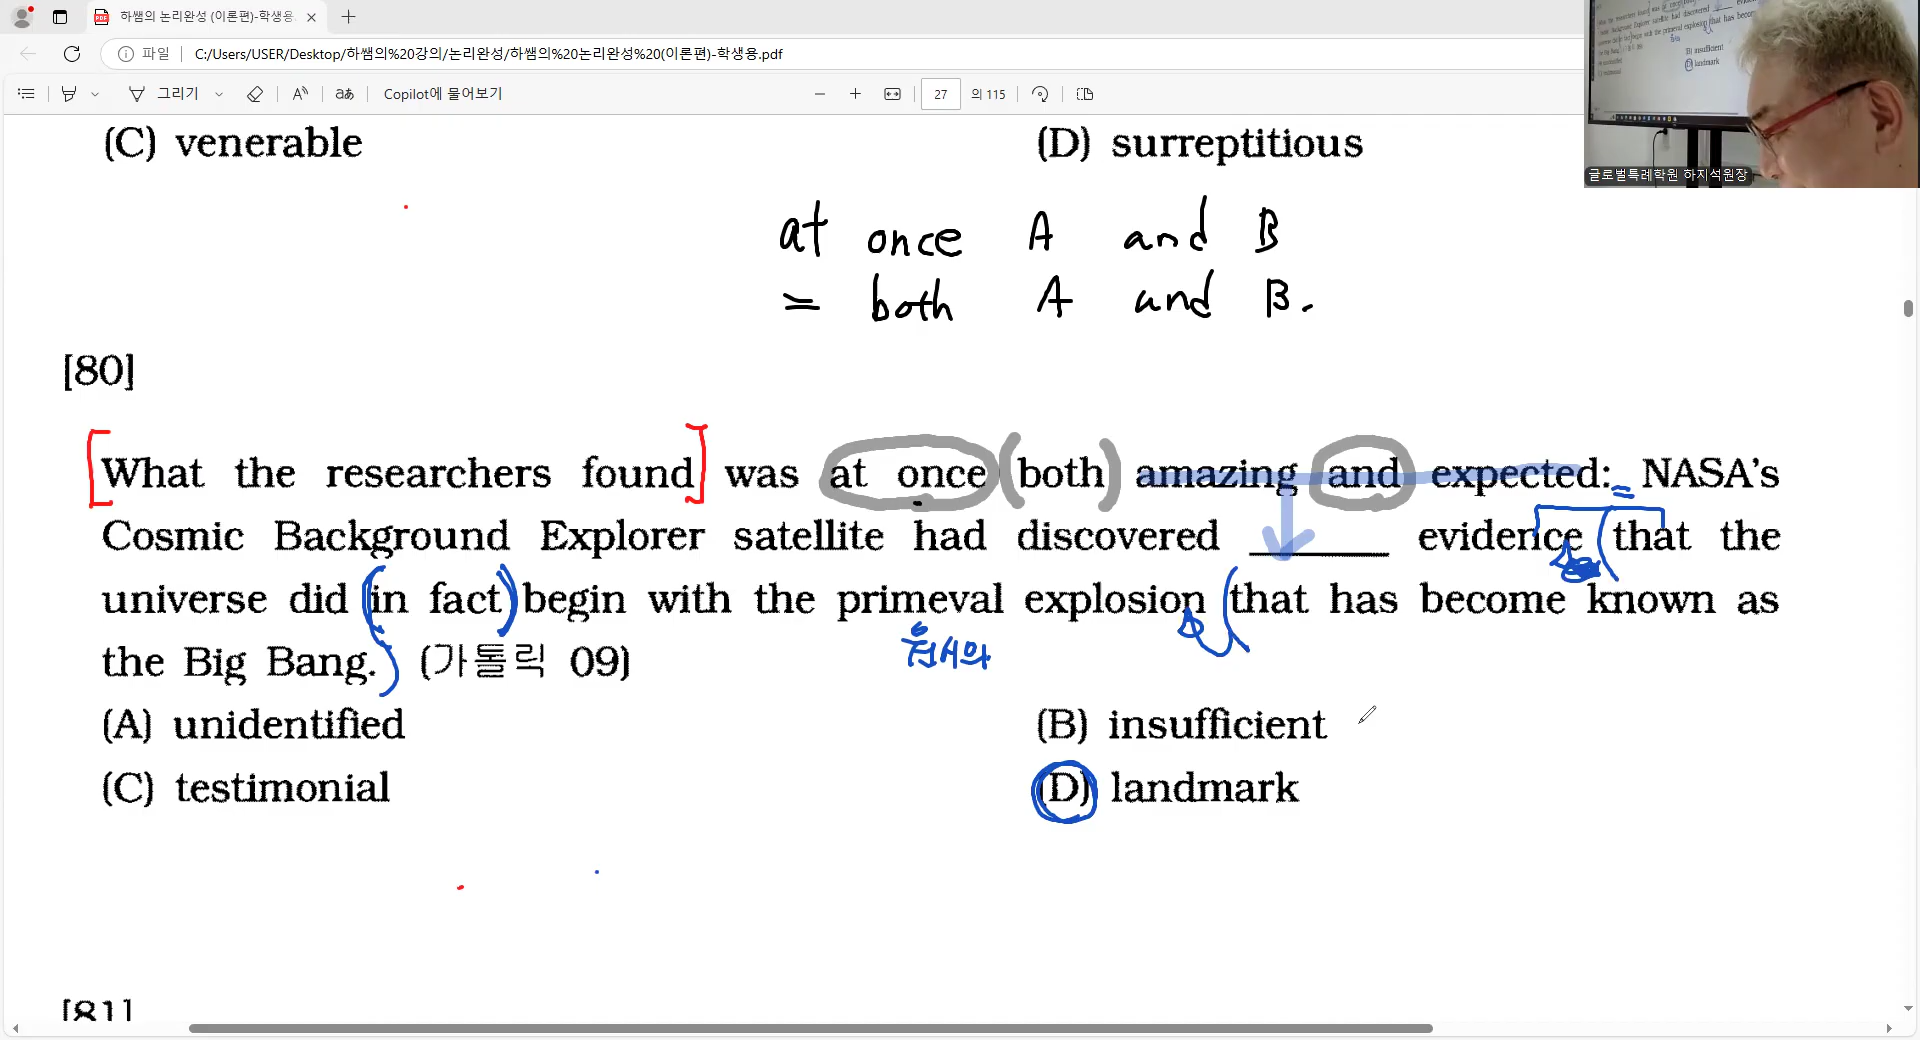 하쌤의 논리완성 (이론편)-학생용.
파일
C:/Users/USER/Desktop/하쌤의%20강의/논리완성/하쌤의%20논리완성%20(이론편)-학생용.pdf
그리기
aあ
Copilot에 물어보기
27 의 115
(C) venerable (D) surreptitious
글로벌특례학원 하지석원장
at once A and B
= both A and B.
[80]
What the researchers found was at once both amazing and expected: NASA's
Cosmic Background Explorer satellite had discovered ______ evidence that the
universe did in fact begin with the primeval explosion that has become known as
the Big Bang. (가톨릭 09)
(A) unidentified (B) insufficient
(C) testimonial (D) landmark
[81]